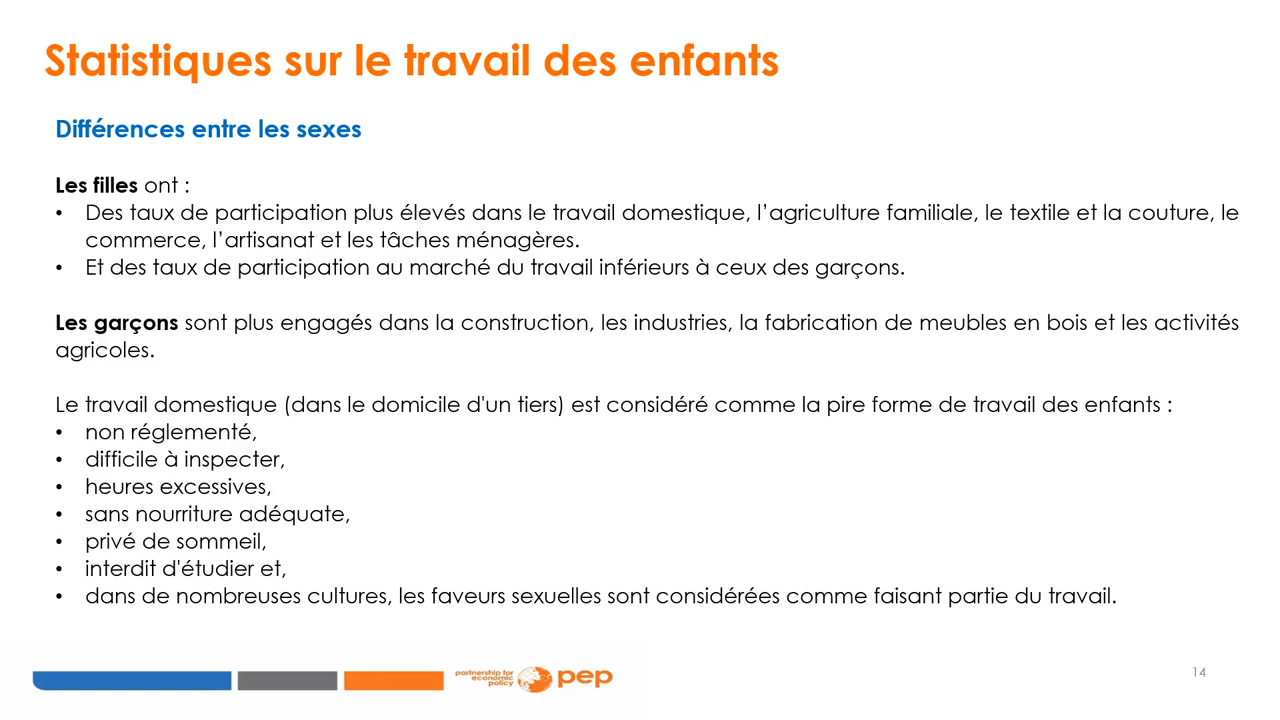 Statistiques sur le travail des enfants
Différences entre les sexes
Les filles ont :
• Des taux de participation plus élevés dans le travail domestique, l’agriculture familiale, le textile et la couture, le
commerce, l’artisanat et les tâches ménagères.
• Et des taux de participation au marché du travail inférieurs à ceux des garçons.
Les garçons sont plus engagés dans la construction, les industries, la fabrication de meubles en bois et les activités
agricoles.
Le travail domestique (dans le domicile d'un tiers) est considéré comme la pire forme de travail des enfants :
• non réglementé,
• difficile à inspecter,
• heures excessives,
• sans nourriture adéquate,
• privé de sommeil,
• interdit d'étudier et,
• dans de nombreuses cultures, les faveurs sexuelles sont considérées comme faisant partie du travail.
partnership for
economic
policy
pep
14